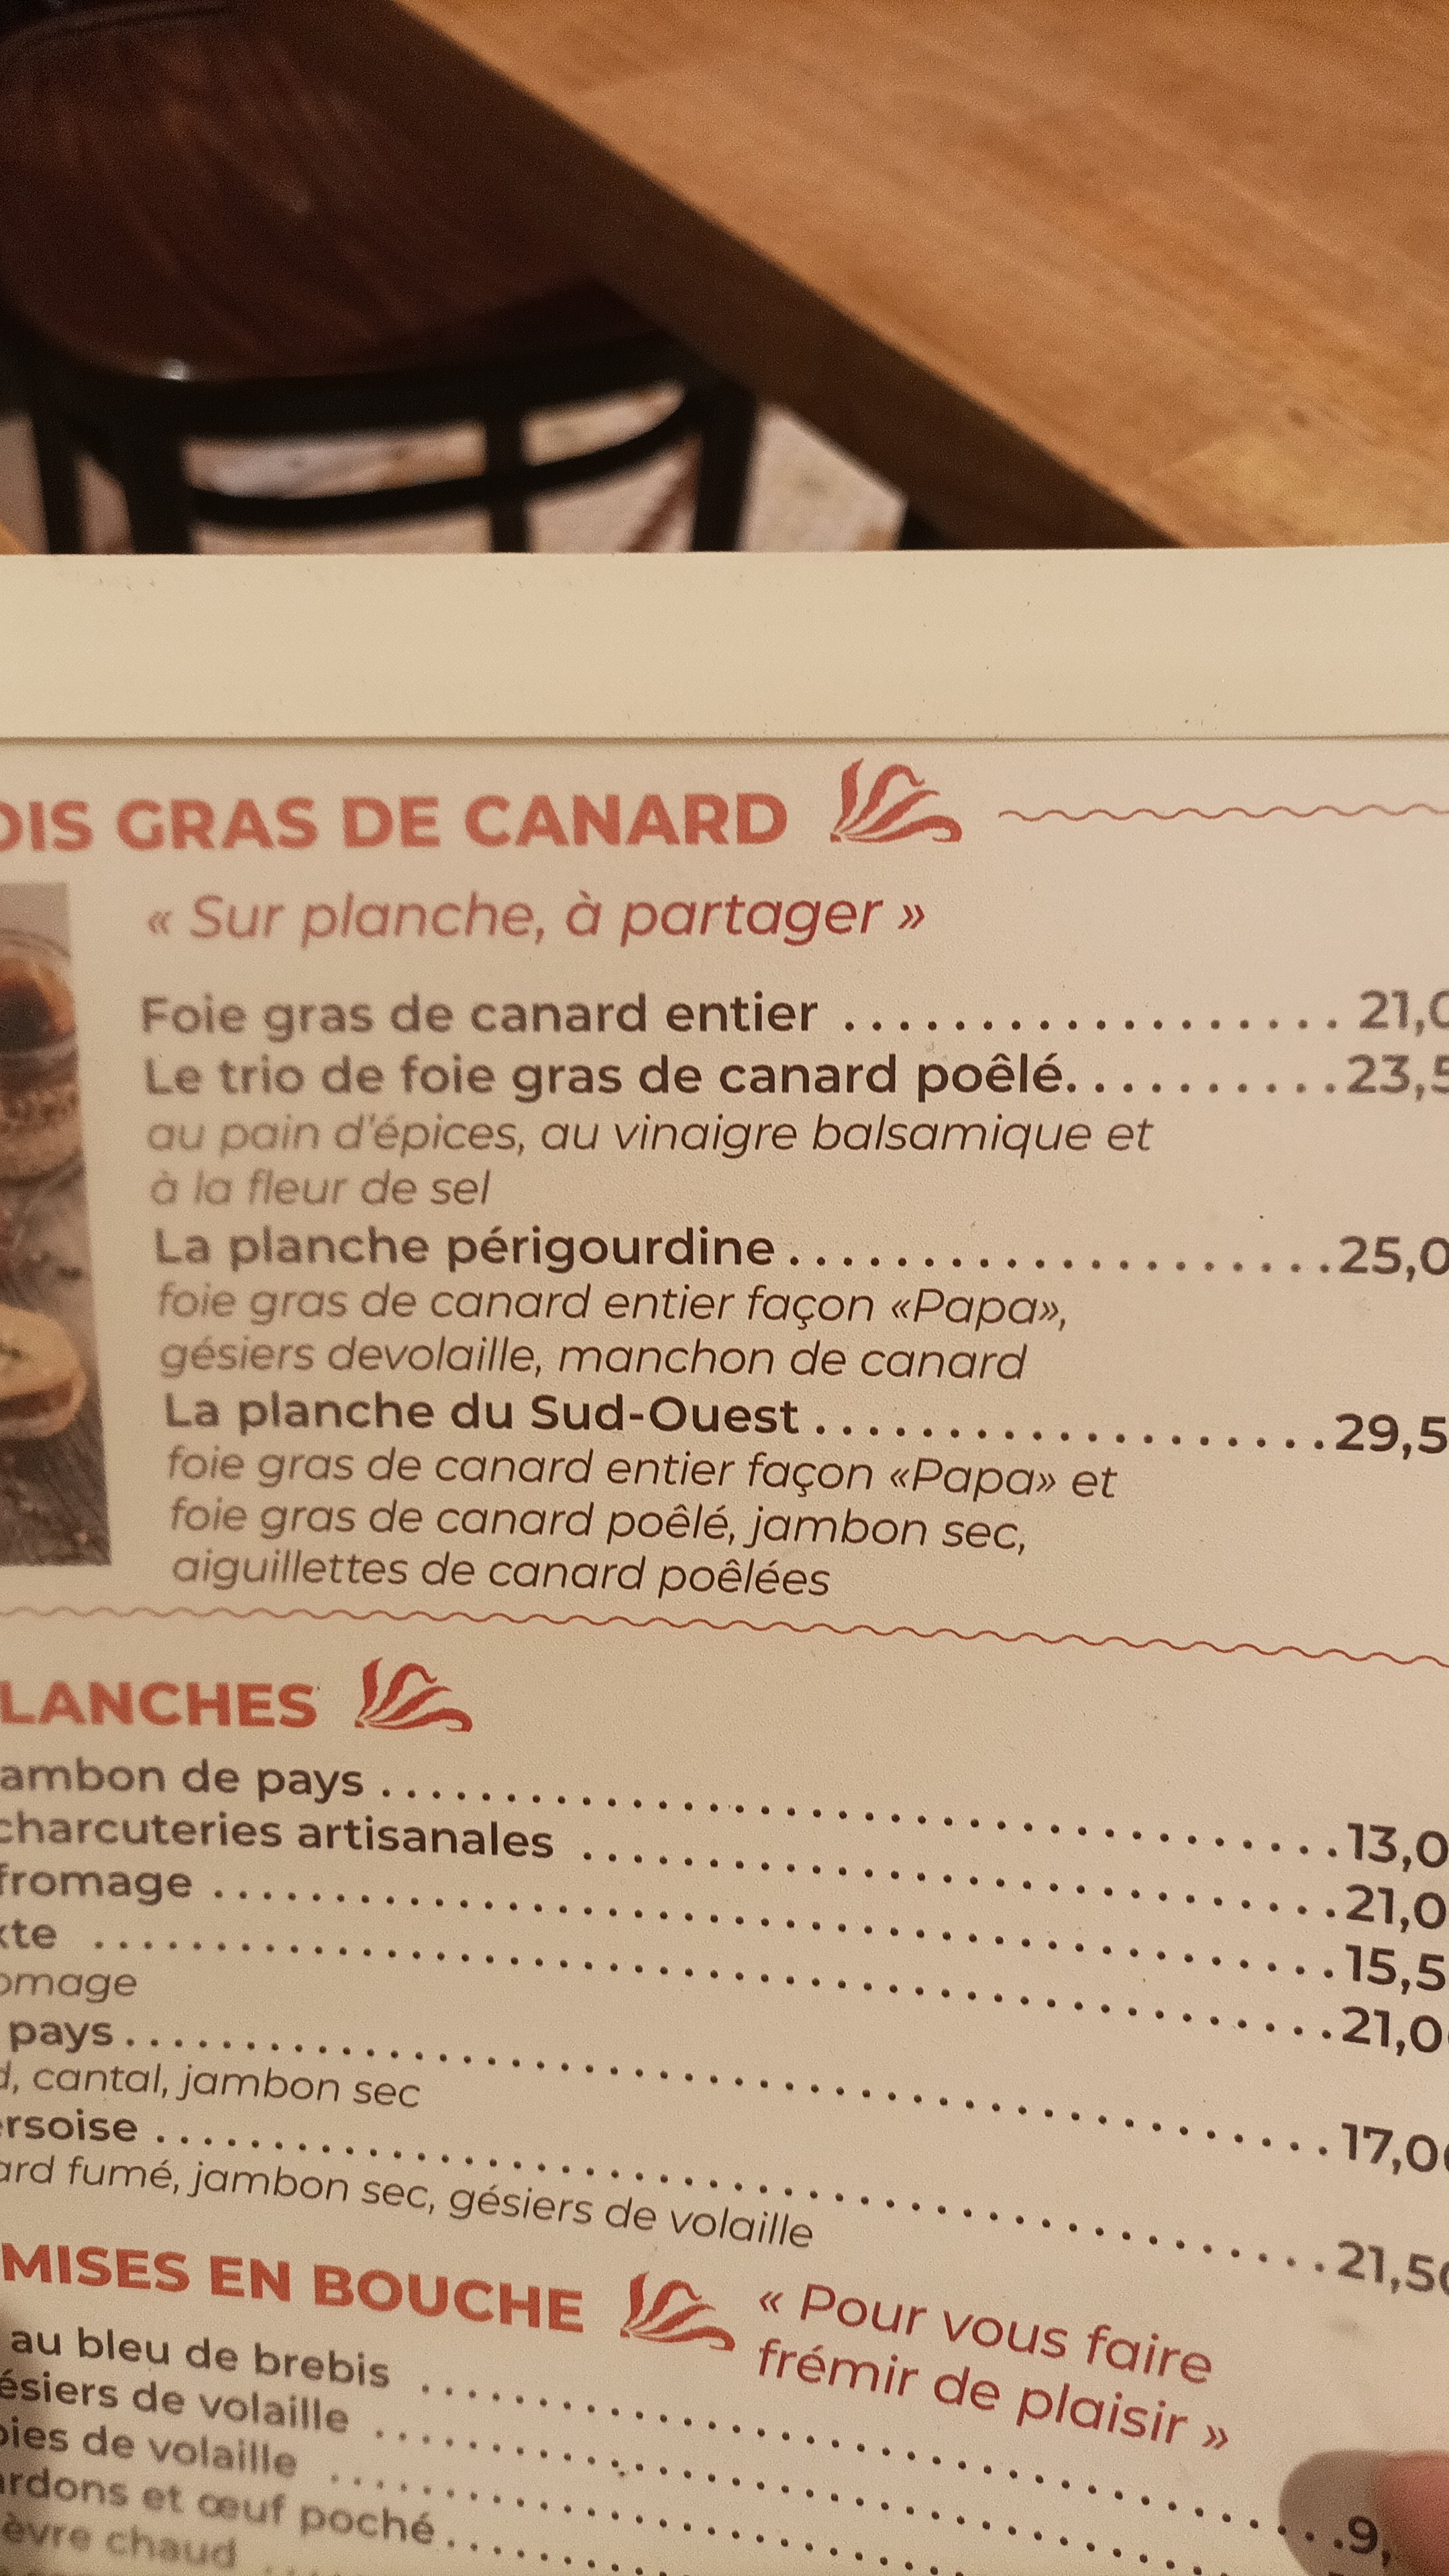 OIS GRAS DE CANARD
« Sur planche, à partager »
Foie gras de canard entier .................... 21,0
Le trio de foie gras de canard poêlé........... 23,5
au pain d'épices, au vinaigre balsamique et
à la fleur de sel
La planche périgourdine.....................25,0
foie gras de canard entier façon «Papa»,
gésiers devolaille, manchon de canard
La planche du Sud-Ouest....................29,5
foie gras de canard entier façon «Papa» et
foie gras de canard poêlé, jambon sec,
aiguillettes de canard poêlées
LANCHES
ambon de pays ......................................13,0
charcuteries artisanales ..............................21,0
fromage .............................................15,5
xte ..................................................21,0
omage
pays.................................................17,0
d, cantal, jambon sec
ersoise ..............................................21,50
ard fumé, jambon sec, gésiers de volaille
MISES EN BOUCHE « Pour vous faire
frémir de plaisir »
au bleu de brebis .....................................9,
ésiers de volaille ....................
oies de volaille ....................
ardons et œuf poché..........
èvre chaud ....